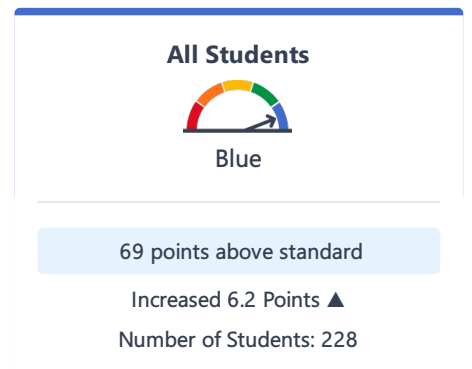 All Students
Blue
69 points above standard
Increased 6.2 Points ▲
Number of Students: 228